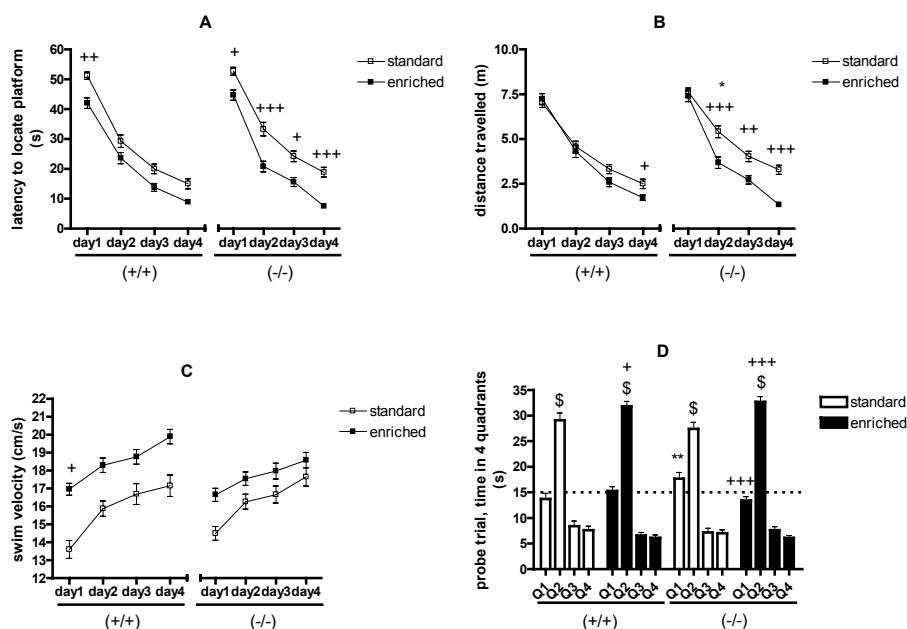 A
latency to locate platform
(s)
60
50
40
30
20
10
0
++
+
+++
+
+++
standard
enriched
day1 day2 day3 day4
day1 day2 day3 day4
(+/+)
(-/-)
B
distance travelled (m)
10.0
7.5
5.0
2.5
0.0
+
*
+++
++
+++
standard
enriched
day1 day2 day3 day4
day1 day2 day3 day4
(+/+)
(-/-)
C
swim velocity (cm/s)
22
21
20
19
18
17
16
15
14
13
12
+
standard
enriched
day1 day2 day3 day4
day1 day2 day3 day4
(+/+)
(-/-)
D
probe trial, time in 4 quadrants
(s)
35
30
25
20
15
10
5
0
$
+
$
**
$
+++
+++
$
standard
enriched
Q1 Q2 Q3 Q4
Q1 Q2 Q3 Q4
Q1 Q2 Q3 Q4
Q1 Q2 Q3 Q4
(+/+)
(-/-)